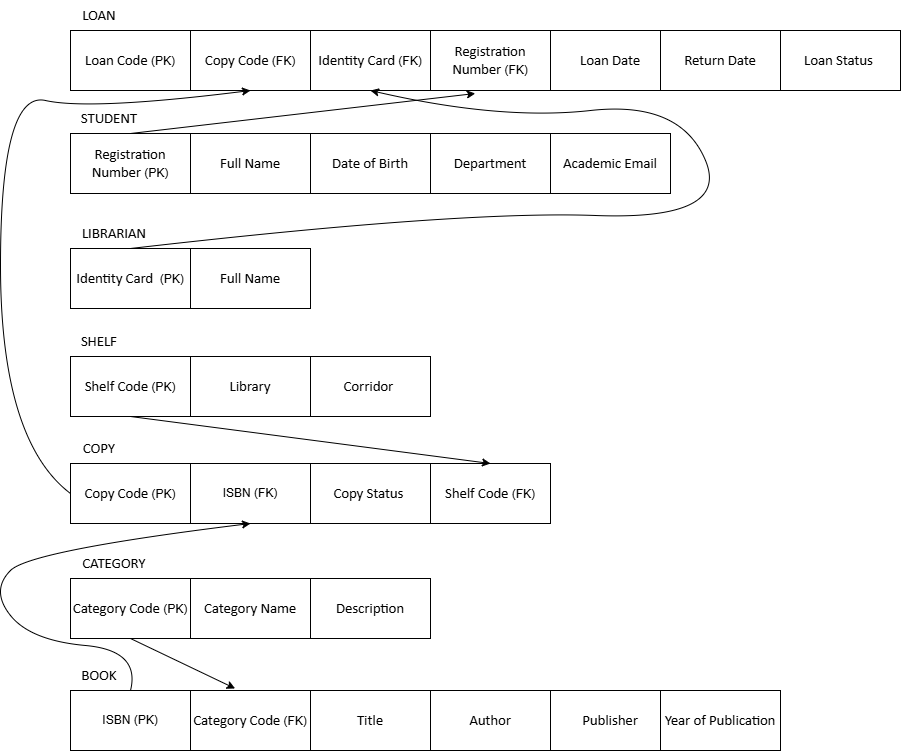 LOAN
Loan Code (PK)
Copy Code (FK)
Identity Card (FK)
Registration
Number (FK)
Loan Date
Return Date
Loan Status
STUDENT
Registration
Number (PK)
Full Name
Date of Birth
Department
Academic Email
LIBRARIAN
Identity Card (PK)
Full Name
SHELF
Shelf Code (PK)
Library
Corridor
COPY
Copy Code (PK)
ISBN (FK)
Copy Status
Shelf Code (FK)
CATEGORY
Category Code (PK)
Category Name
Description
BOOK
ISBN (PK)
Category Code (FK)
Title
Author
Publisher
Year of Publication